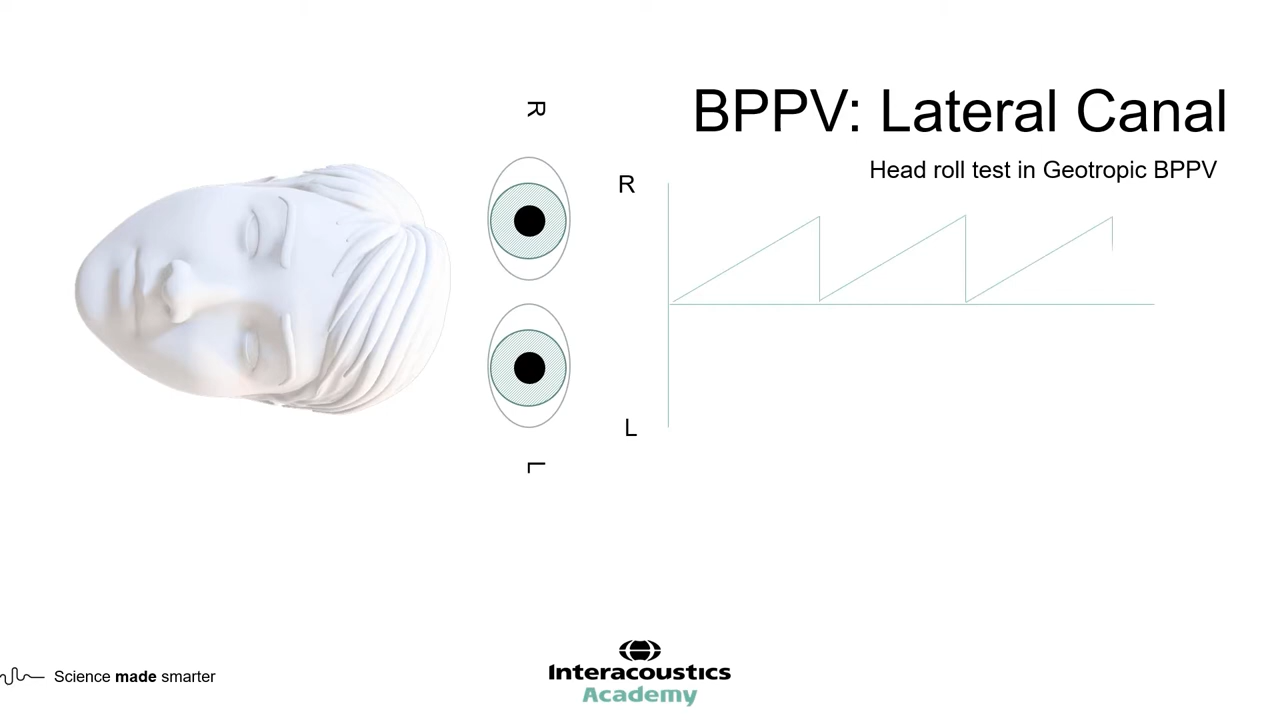 BPPV: Lateral Canal
Head roll test in Geotropic BPPV
R
R
L
L
Science made smarter
Interacoustics
Academy